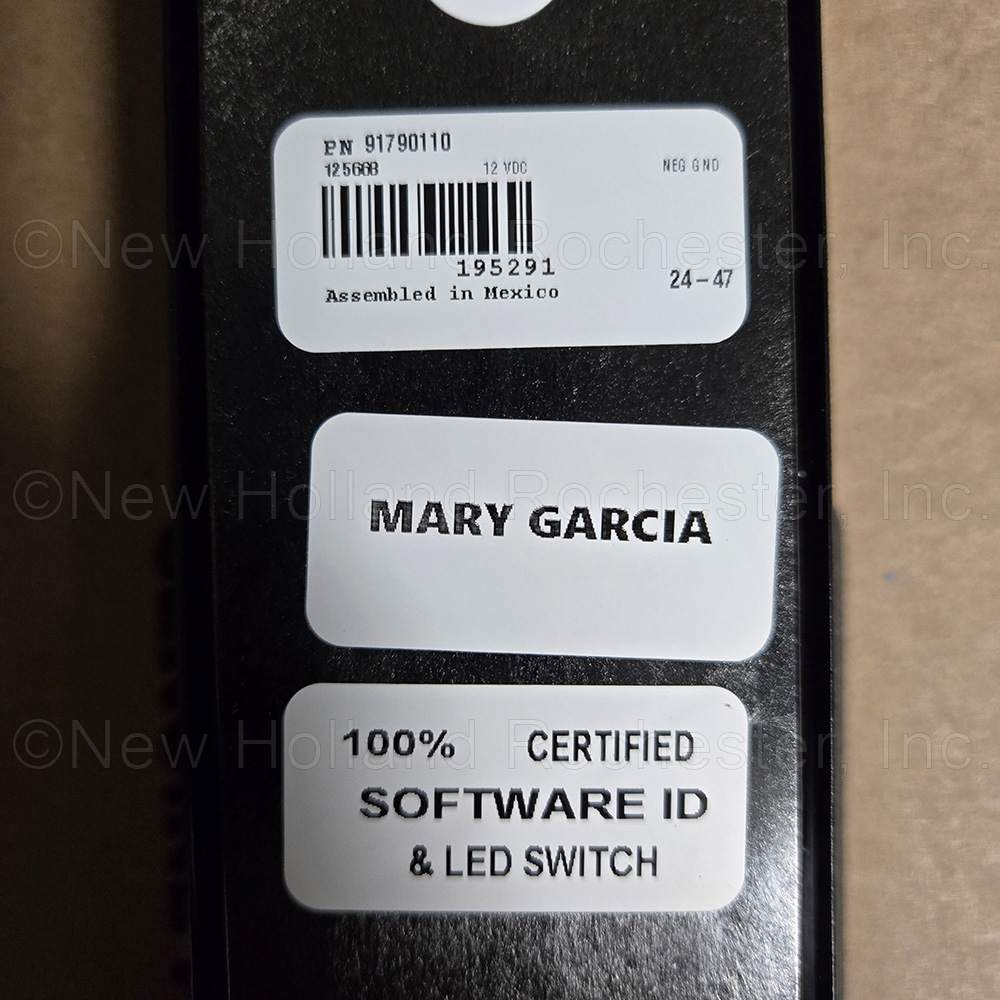 PN 91790110
125668 12 VDC NEG GND
195291
Assembled in Mexico 24-47
©New Holland Rochester, Inc.
MARY GARCIA
©New Holland Rochester, Inc.
100% CERTIFIED
©New Holland Rochester, Inc.
SOFTWARE ID
& LED SWITCH